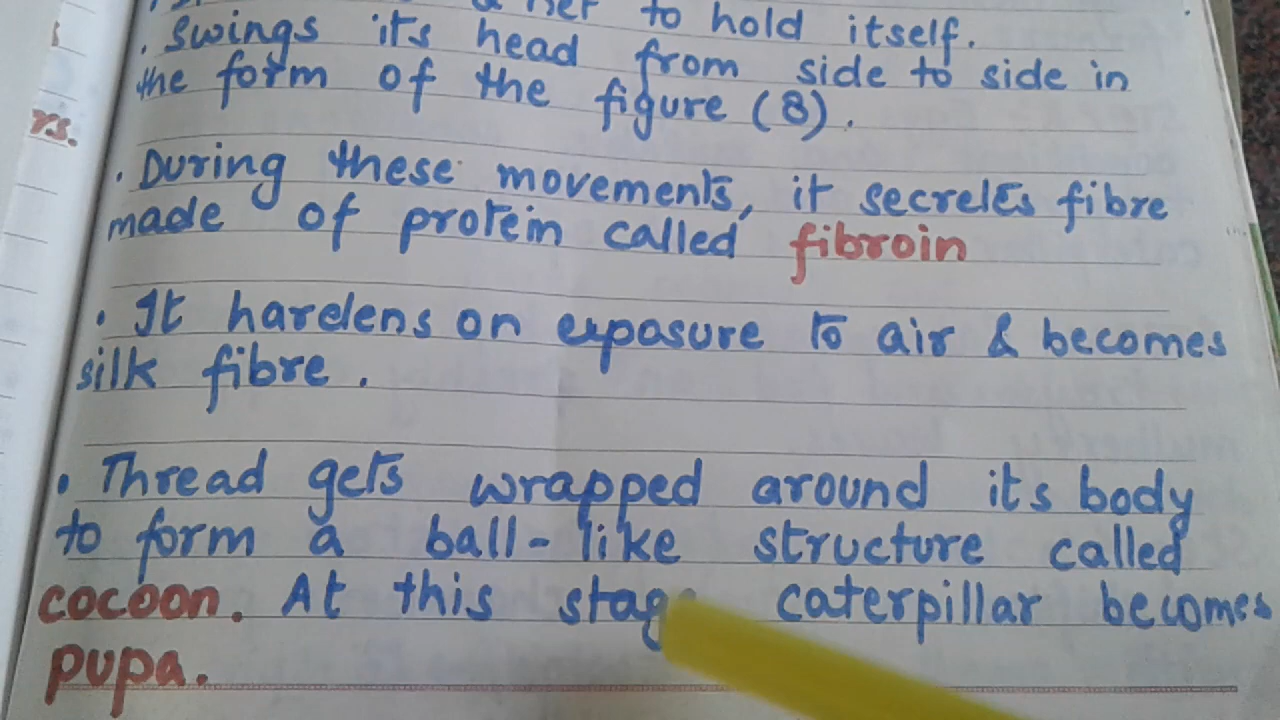 to hold itself.
. Swings it's head from side to side in
the form of the figure (8).
rs.
. During these movements, it secretes fibre
made of protein called fibroin
. It hardens on exposure to air & becomes
silk fibre.
. Thread gets wrapped around its body
to form a ball-like structure called
cocoon. At this stage caterpillar becomes
pupa.